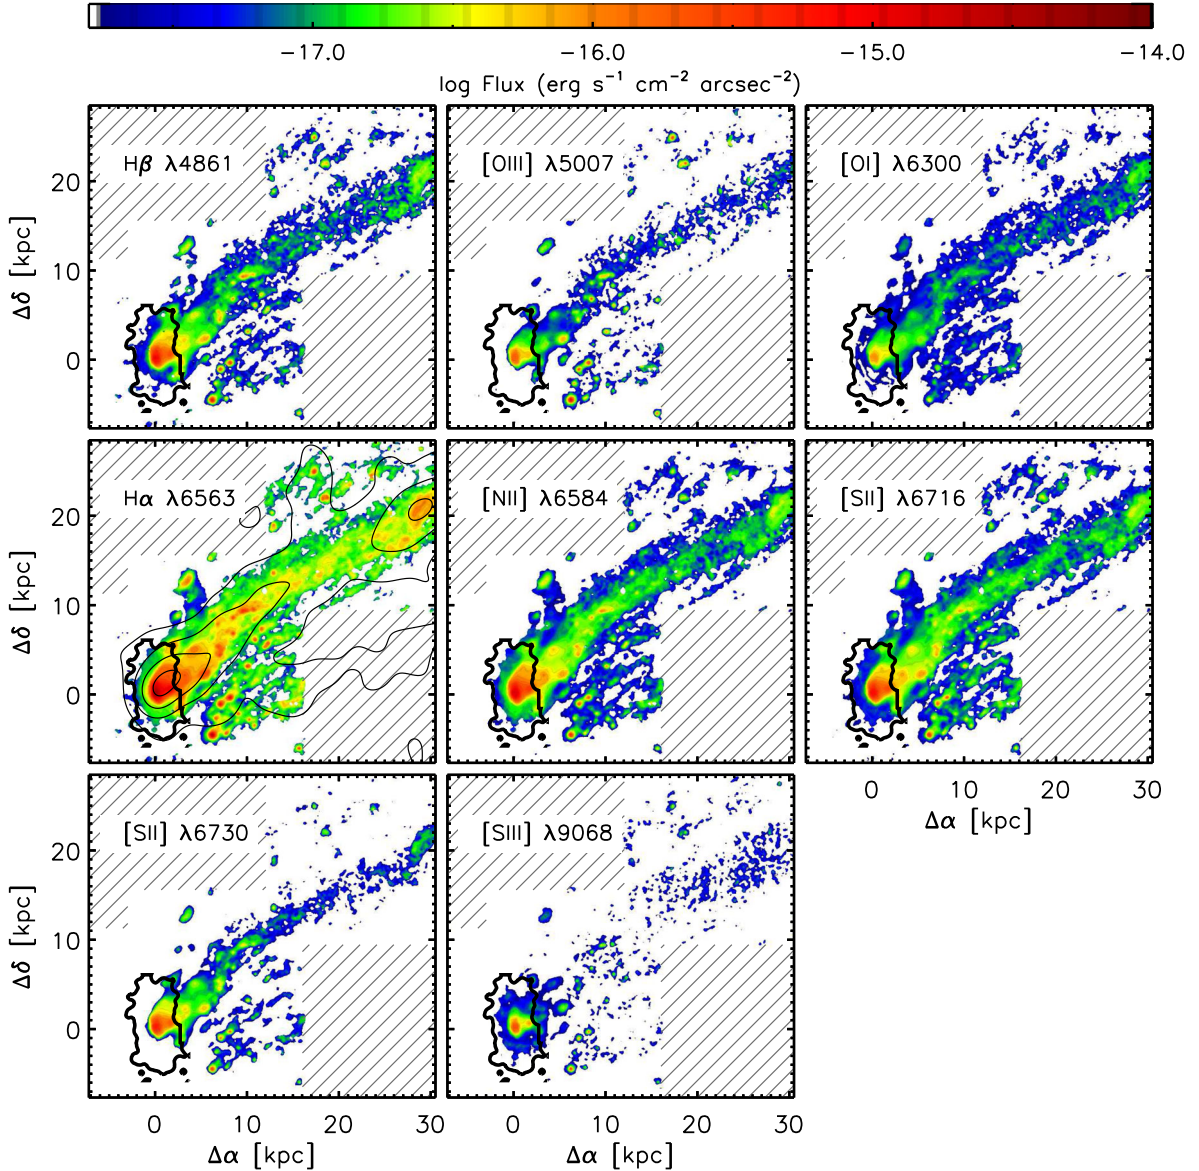 −17.0 −16.0 −15.0 −14.0
log Flux (erg s⁻¹ cm⁻² arcsec⁻²)
Hβ λ4861
[OIII] λ5007
[OI] λ6300
20
10
0
Δδ [kpc]
Hα λ6563
[NII] λ6584
[SII] λ6716
20
10
0
Δδ [kpc]
0 10 20 30
Δα [kpc]
[SII] λ6730
[SIII] λ9068
20
10
0
Δδ [kpc]
0 10 20 30
0 10 20 30
Δα [kpc]
Δα [kpc]